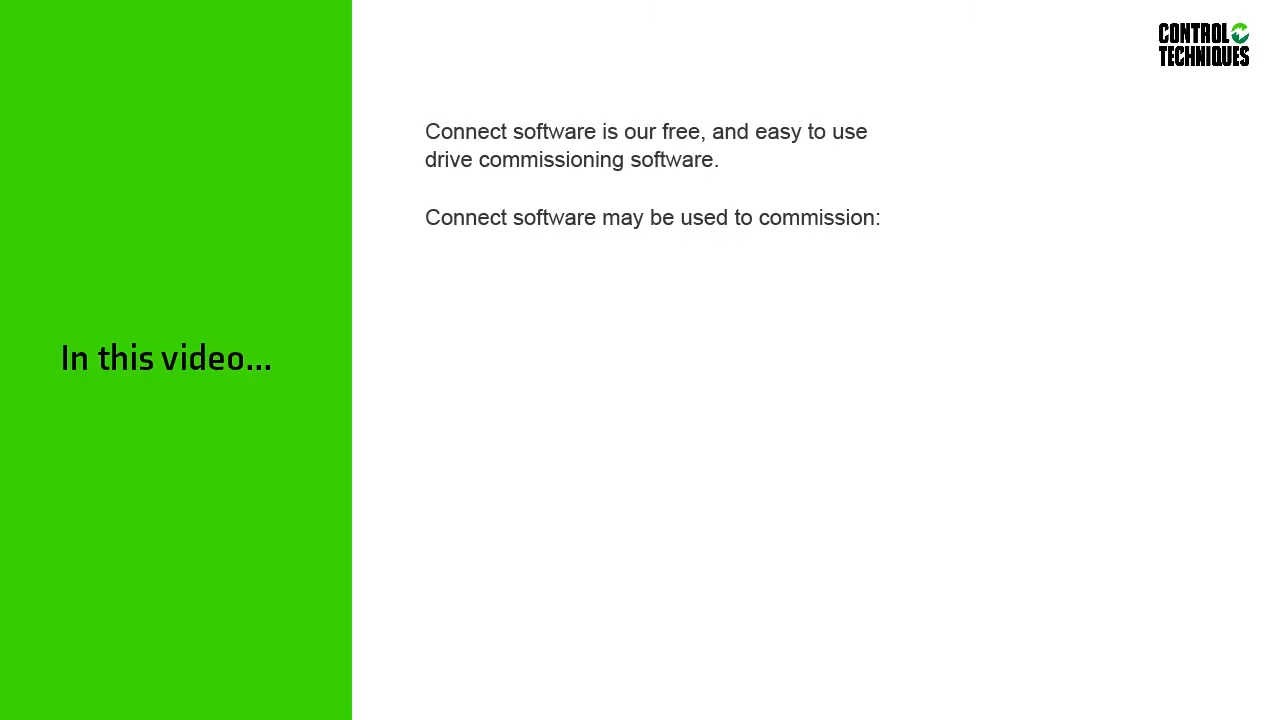 CONTROL
TECHNIQUES
Connect software is our free, and easy to use
drive commissioning software.
Connect software may be used to commission:
In this video...